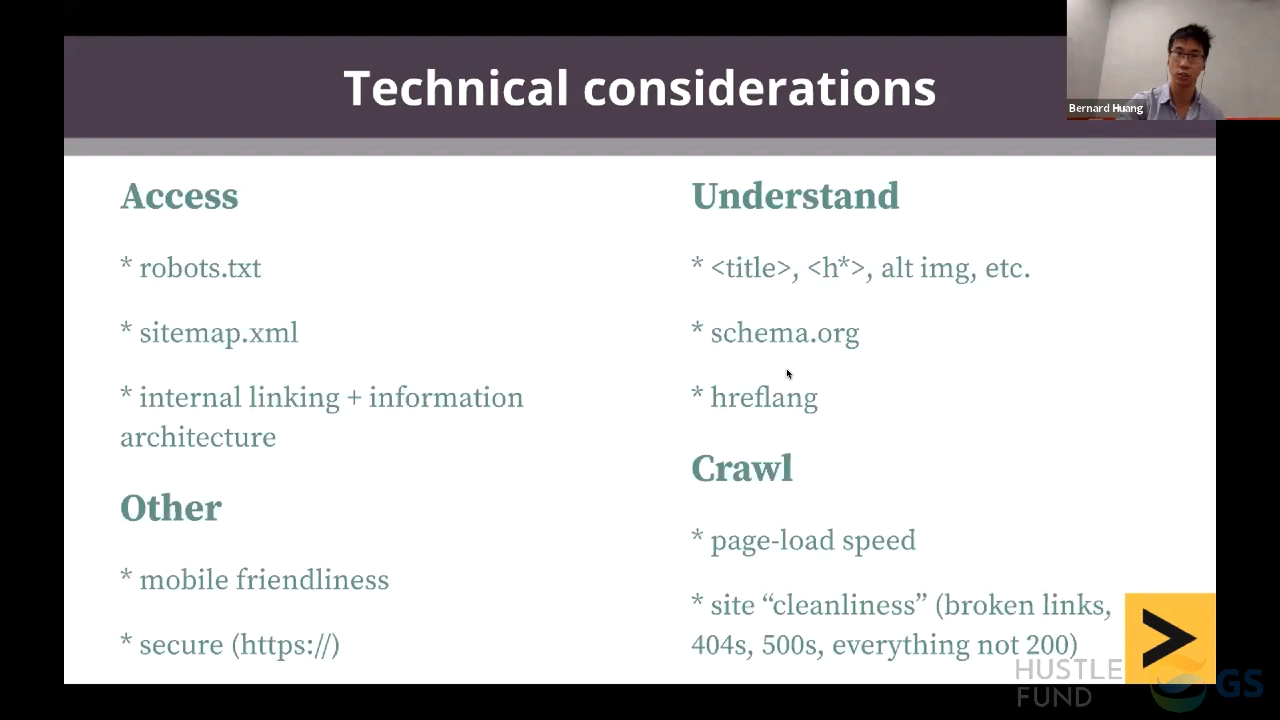 Technical considerations
Bernard Huang
Access
* robots.txt
* sitemap.xml
* internal linking + information
architecture
Other
* mobile friendliness
* secure (https://)
Understand
* <title>, <h*>, alt img, etc.
* schema.org
* hreflang
Crawl
* page-load speed
* site “cleanliness” (broken links,
404s, 500s, everything not 200)
HUSTLE
FUND
GS